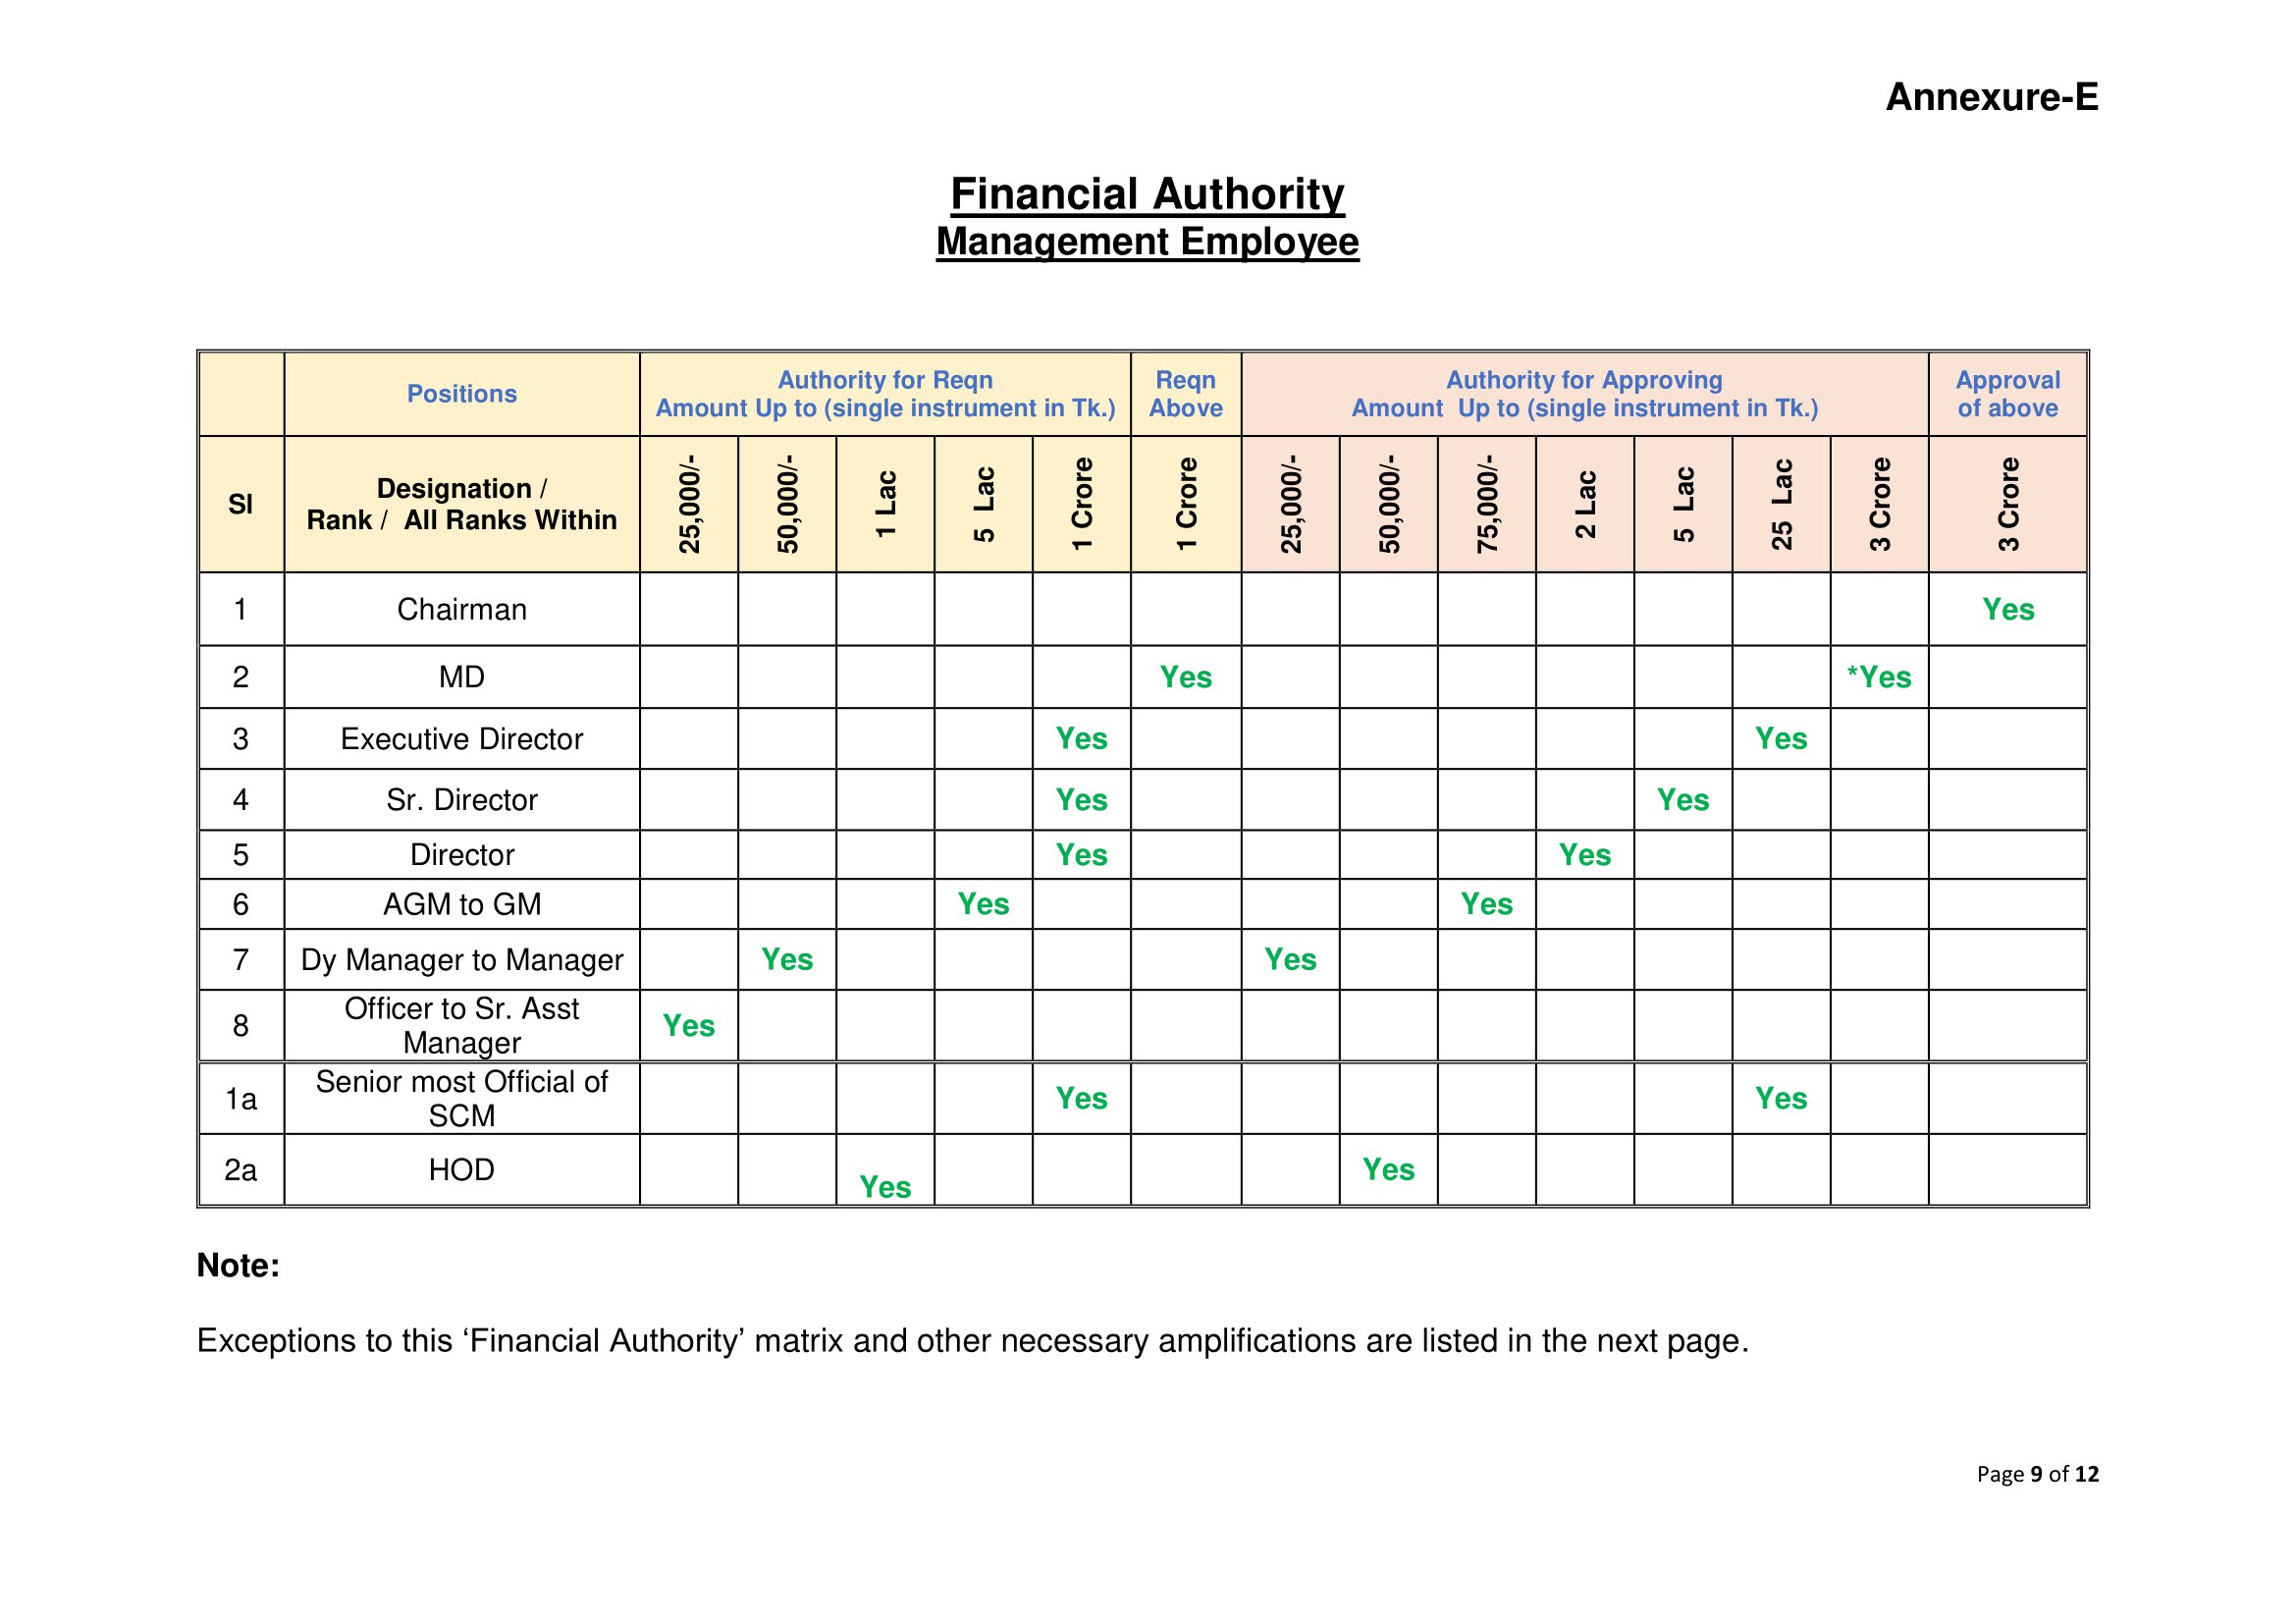 Annexure-E
Financial Authority
Management Employee
Positions
Authority for Reqn
Amount Up to (single instrument in Tk.)
Reqn
Above
Authority for Approving
Amount  Up to (single instrument in Tk.)
Approval
of above
Sl
Designation /
Rank /  All Ranks Within
25,000/-
50,000/-
1 Lac
5  Lac
1 Crore
1 Crore
25,000/-
50,000/-
75,000/-
2 Lac
5  Lac
25  Lac
3 Crore
3 Crore
1 Chairman Yes
2 MD Yes *Yes
3 Executive Director Yes Yes
4 Sr. Director Yes Yes
5 Director Yes Yes
6 AGM to GM Yes Yes
7 Dy Manager to Manager Yes Yes
8 Officer to Sr. Asst
Manager Yes
1a Senior most Official of
SCM Yes Yes
2a HOD Yes Yes
Note:
Exceptions to this ‘Financial Authority’ matrix and other necessary amplifications are listed in the next page.
Page 9 of 12